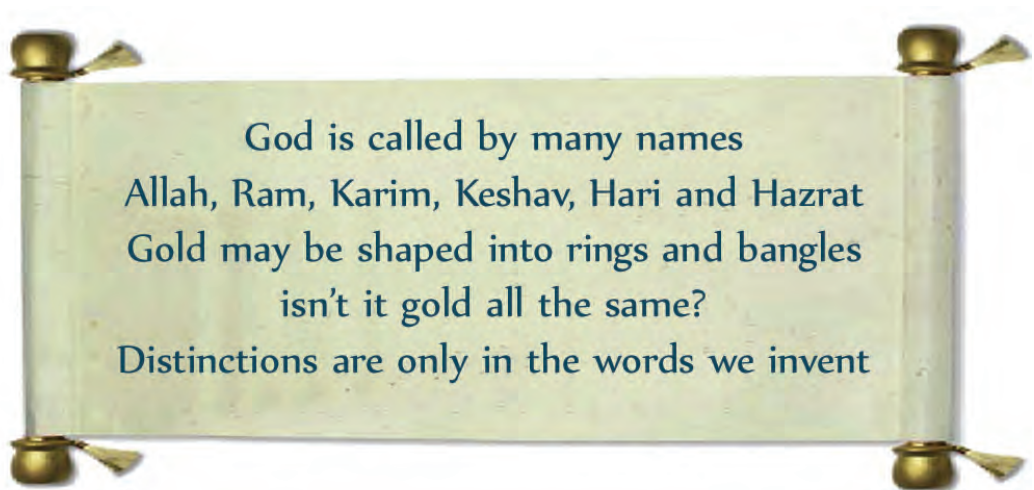 God is called by many names
Allah, Ram, Karim, Keshav, Hari and Hazrat
Gold may be shaped into rings and bangles
isn't it gold all the same?
Distinctions are only in the words we invent